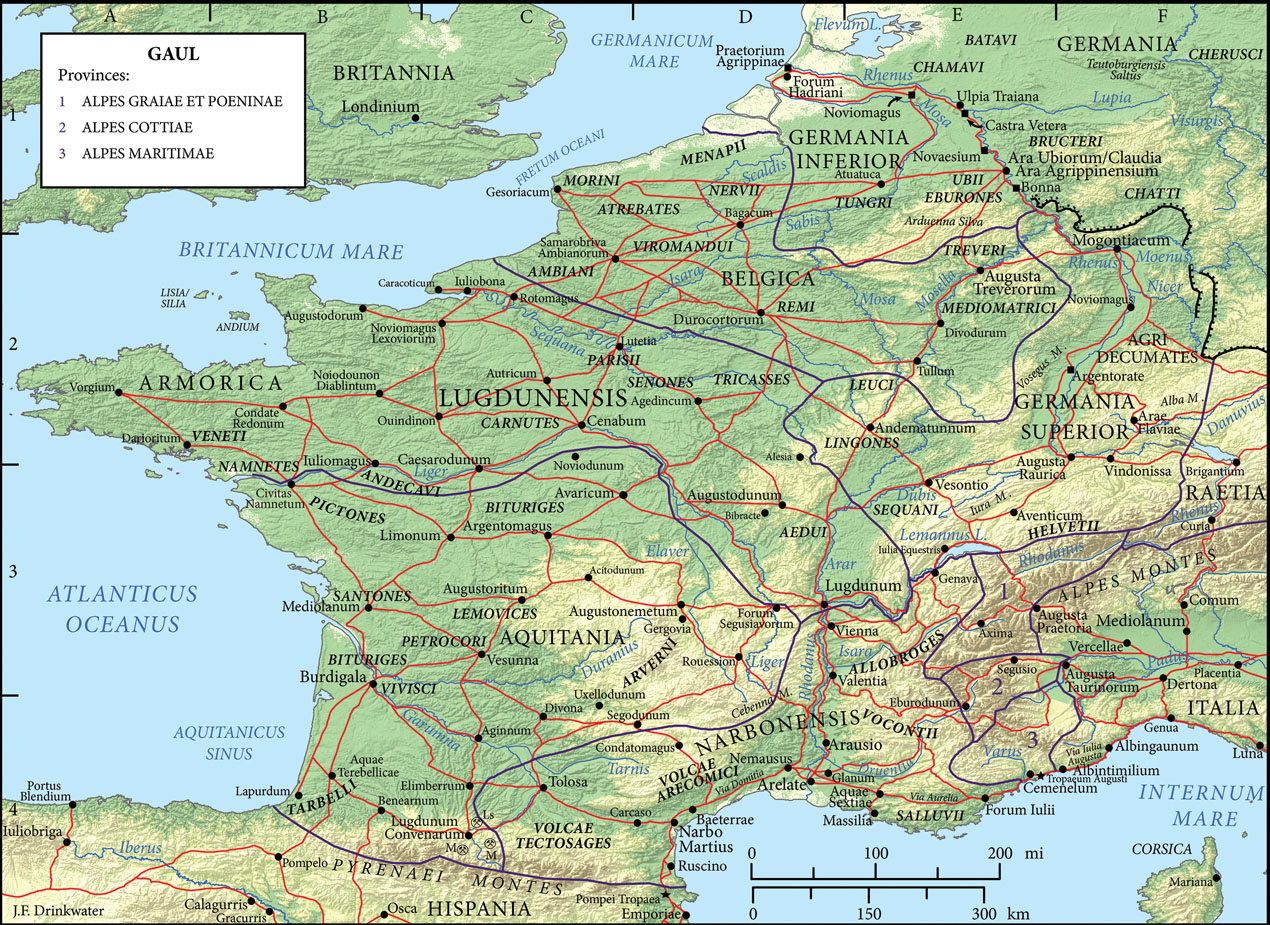 A
B
C
D
E
F
GAUL
Provinces:
1 ALPES GRAIAE ET POENINAE
2 ALPES COTTIAE
3 ALPES MARITIMAE
1
2
3
4
BRITANNIA
Londinium
GERMANICUM
MARE
Flevum L.
BATAVI
GERMANIA
CHERUSCI
Teutoburgiensis
Saltus
Praetorium
Agrippinae
CHAMAVI
Rhenus
Forum
Hadriani
Ulpia Traiana
Lupia
Visurgis
Noviomagus
Mosa
Castra Vetera
BRUCTERI
FRETUM OCEANI
MENAPII
GERMANIA
INFERIOR
Novaesium
Ara Ubiorum/Claudia
Ara Agrippinensium
Scaldis
Gesoriacum
MORINI
NERVII
Atuatuca
UBII
Bonna
CHATTI
ATREBATES
TUNGRI
EBURONES
Bagacum
Sabis
Arduenna Silva
BRITANNICUM MARE
Samarobriva
Ambianorum
VIROMANDUI
TREVERI
Mogontiacum
Moenus
Rhenus
AMBIANI
Isara
BELGICA
Augusta
Treverorum
Mosella
Caracoticum
Iuliobona
Rotomagus
Mosa
MEDIOMATRICI
Noviomagus
Nicer
LISIA/
SILIA
ANDIUM
Augustodorum
Noviomagus
Lexoviorum
Durocortorum
REMI
Divodurum
Sequana
Lutetia
PARISII
AGRI
DECUMATES
Tullum
Vosegus M.
Argentorate
Vorgium
ARMORICA
Noiodounon
Diablintum
Autricum
SENONES
TRICASSES
LEUCI
LUGDUNENSIS
Agedincum
Condate
Redonum
Ouindinon
CARNUTES
Cenabum
GERMANIA
SUPERIOR
Alba M.
Arae
Flaviae
Danuvius
Darioritum
VENETI
LINGONES
Andematunnum
NAMNETES
Iuliomagus
Caesarodunum
Liger
ANDECAVI
Noviodunum
Alesia
Augusta
Raurica
Vindonissa
Brigantium
Civitas
Namnetum
PICTONES
Avaricum
BITURIGES
Augustodunum
Bibracte
Vesontio
Dubis
SEQUANI
Iura M.
Aventicum
RAETIA
Rhenus
Curia
Limonum
Argentomagus
AEDUI
HELVETII
Lemannus L.
Iulia Equestris
Rhodanus
Elaver
Acitodunum
Arar
Genava
ALPES MONTES
ATLANTICUS
OCEANUS
SANTONES
Mediolanum
Augustoritum
LEMOVICES
Augustonemetum
Gergovia
Forum
Segusiavorum
Lugdunum
Vienna
1
Axima
Augusta
Praetoria
Comum
Mediolanum
PETROCORI
AQUITANIA
Vesunna
Duranius
ARVERNI
Rouession
Liger
Rhodanus
Isara
ALLOBROGES
Vercellae
Padus
BITURIGES
VIVISCI
Burdigala
Valentia
Segusio
2
Augusta
Taurinorum
Placentia
Dertona
Uxellodunum
Cebenna M.
Eburodunum
ITALIA
Garumna
Divona
Segodunum
AQUITANICUS
SINUS
Aginnum
Condatomagus
NARBONENSIS
VOCONTII
3
Genua
Luna
Varus
Via Iulia
Augusta
Albingaunum
Arausio
Nemausus
Tarnis
VOLCAE
ARECOMICI
Via Domitia
Glanum
Druentia
Albintimilium
Tropaeum Augusti
Cemenelum
Aquae
Terebellicae
Elimberrum
Tolosa
Arelate
Aquae
Sextiae
Via Aurelia
Forum Iulii
INTERNUM
MARE
Portus
Blendium
Lapurdum
TARBELLI
Benearnum
Lugdunum
Convenarum
Ls
M
M
Carcaso
Baeterrae
Massilia
SALLUVII
Iuliobriga
VOLCAE
TECTOSAGES
Narbo
Martius
Iberus
Pompelo
PYRENAEI MONTES
Ruscino
CORSICA
Mariana
Calagurris
Gracurris
Osca
HISPANIA
Pompei Tropaea
Emporiae
0 100 200 mi
0 150 300 km
J.F. Drinkwater